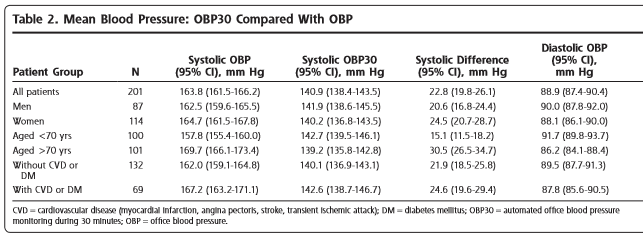 Table 2. Mean Blood Pressure: OBP30 Compared With OBP
Patient Group N Systolic OBP (95% CI), mm Hg Systolic OBP30 (95% CI), mm Hg Systolic Difference (95% CI), mm Hg Diastolic OBP (95% CI), mm Hg
All patients 201 163.8 (161.5-166.2) 140.9 (138.4-143.5) 22.8 (19.8-26.1) 88.9 (87.4-90.4)
Men 87 162.5 (159.6-165.5) 141.9 (138.6-145.5) 20.6 (16.8-24.4) 90.0 (87.8-92.0)
Women 114 164.7 (161.5-167.8) 140.2 (136.8-143.5) 24.5 (20.7-28.7) 88.1 (86.1-90.0)
Aged <70 yrs 100 157.8 (155.4-160.0) 142.7 (139.5-146.1) 15.1 (11.5-18.2) 91.7 (89.8-93.7)
Aged >70 yrs 101 169.7 (166.1-173.4) 139.2 (135.8-142.8) 30.5 (26.5-34.7) 86.2 (84.1-88.4)
Without CVD or 132 162.0 (159.1-164.8) 140.1 (136.9-143.1) 21.9 (18.5-25.8) 89.5 (87.7-91.3)
DM
With CVD or DM 69 167.2 (163.2-171.1) 142.6 (138.7-146.7) 24.6 (19.6-29.4) 87.8 (85.6-90.5)
CVD = cardiovascular disease (myocardial infarction, angina pectoris, stroke, transient ischemic attack); DM = diabetes mellitus; OBP30 = automated office blood pressure
monitoring during 30 minutes; OBP = office blood pressure.